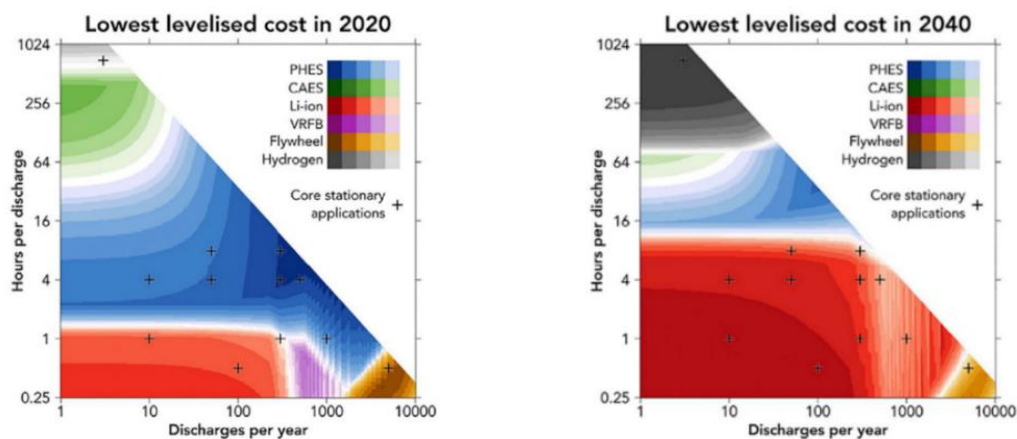 Lowest levelised cost in 2020
1024
256
64
16
4
1
0.25
Hours per discharge
1
10
100
1000
10000
Discharges per year
PHES
CAES
Li-ion
VRFB
Flywheel
Hydrogen
Core stationary
applications +
Lowest levelised cost in 2040
1024
256
64
16
4
1
0.25
Hours per discharge
1
10
100
1000
10000
Discharges per year
PHES
CAES
Li-ion
VRFB
Flywheel
Hydrogen
Core stationary
applications +